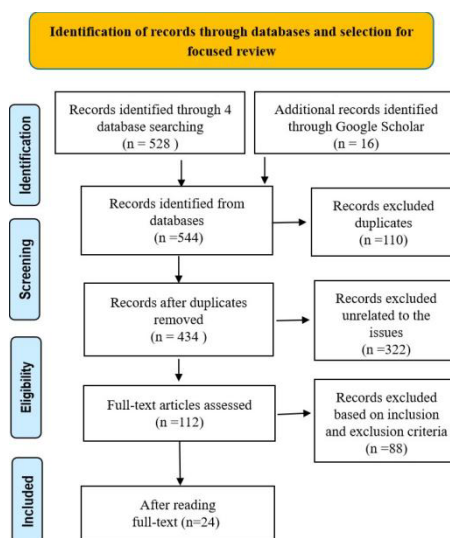 Identification of records through databases and selection for
focused review
Identification
Records identified through 4
database searching
(n = 528 )
Additional records identified
through Google Scholar
(n = 16)
Records identified from
databases
(n =544)
Records excluded
duplicates
(n =110)
Screening
Records after duplicates
removed
(n = 434 )
Records excluded
unrelated to the
issues
(n =322)
Eligibility
Full-text articles assessed
(n =112)
Records excluded
based on inclusion
and exclusion criteria
(n =88)
Included
After reading
full-text (n=24)